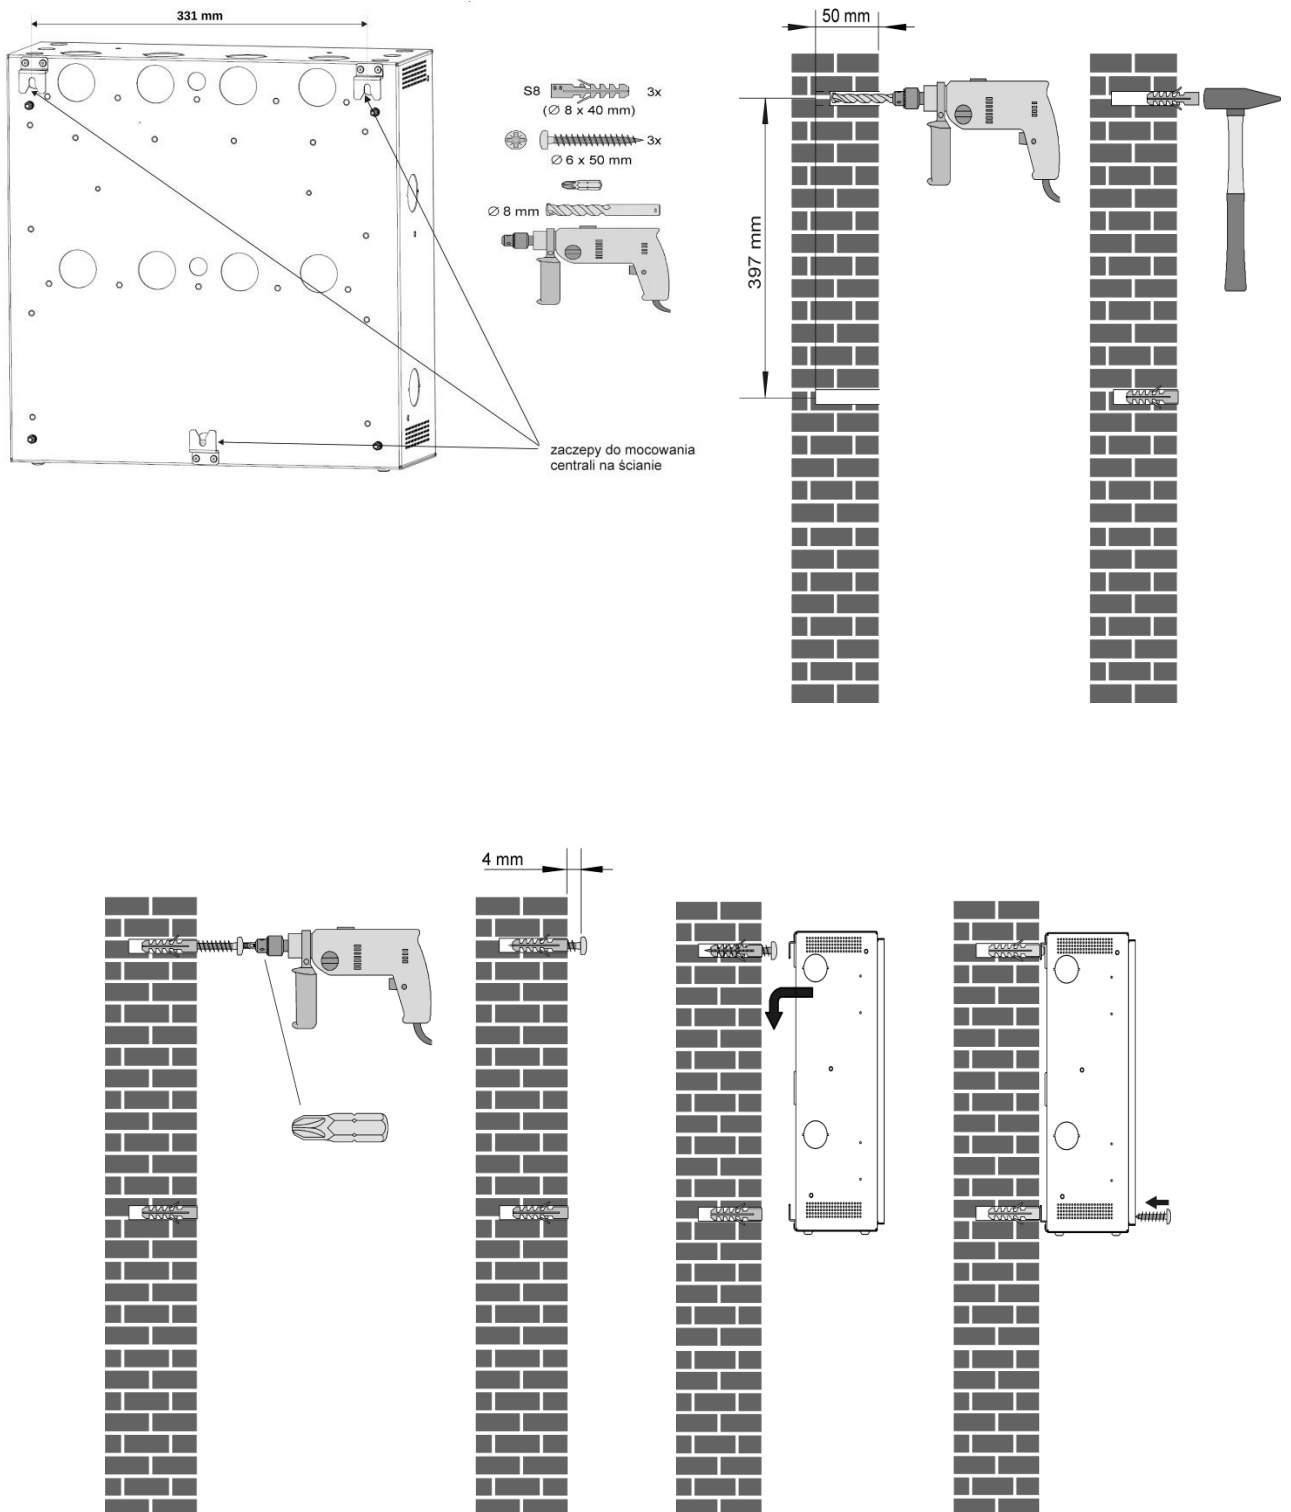 331 mm
S8
3x
(∅ 8 x 40 mm)
3x
∅ 6 x 50 mm
∅ 8 mm
zaczepy do mocowania
centrali na ścianie
50 mm
397 mm
4 mm